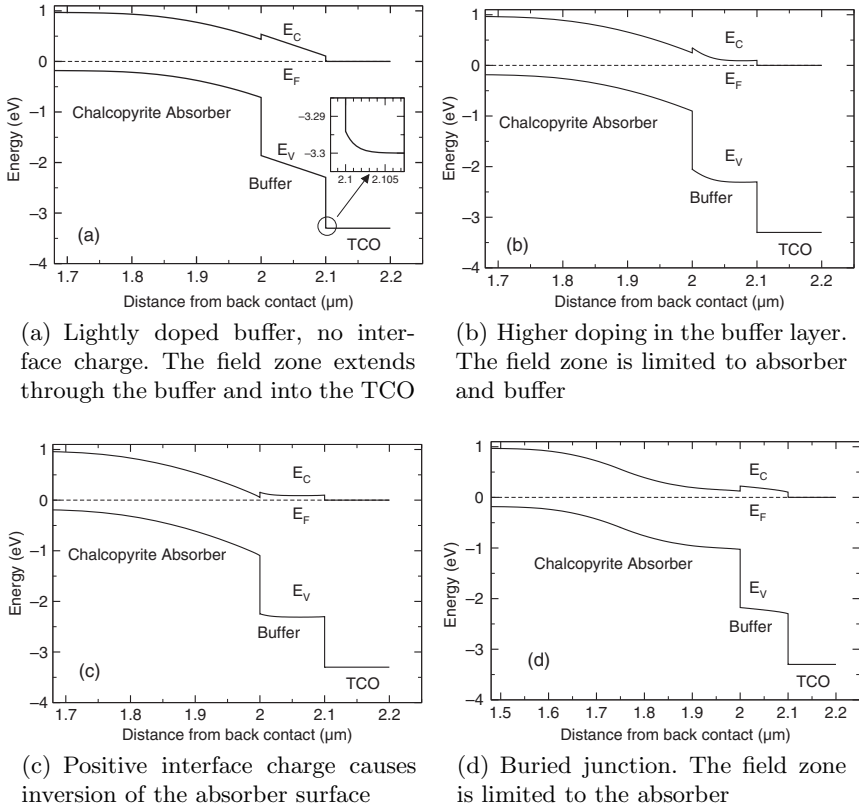 1
0
−1
−2
−3
−4
Energy (eV)
E_C
E_F
Chalcopyrite Absorber
E_V
Buffer
−3.29
−3.3
2.1 2.105
(a)
TCO
1.7 1.8 1.9 2 2.1 2.2
Distance from back contact (µm)
(a) Lightly doped buffer, no inter-
face charge. The field zone extends
through the buffer and into the TCO
1
0
−1
−2
−3
−4
Energy (eV)
E_C
E_F
Chalcopyrite Absorber
E_V
Buffer
(b)
TCO
1.7 1.8 1.9 2 2.1 2.2
Distance from back contact (µm)
(b) Higher doping in the buffer layer.
The field zone is limited to absorber
and buffer
1
0
−1
−2
−3
−4
Energy (eV)
E_C
E_F
Chalcopyrite Absorber
E_V
Buffer
(c)
TCO
1.7 1.8 1.9 2 2.1 2.2
Distance from back contact (µm)
(c) Positive interface charge causes
inversion of the absorber surface
1
0
−1
−2
−3
−4
Energy (eV)
E_C
E_F
Chalcopyrite Absorber
E_V
Buffer
(d)
TCO
1.5 1.6 1.7 1.8 1.9 2 2.1 2.2
Distance from back contact (µm)
(d) Buried junction. The field zone
is limited to the absorber